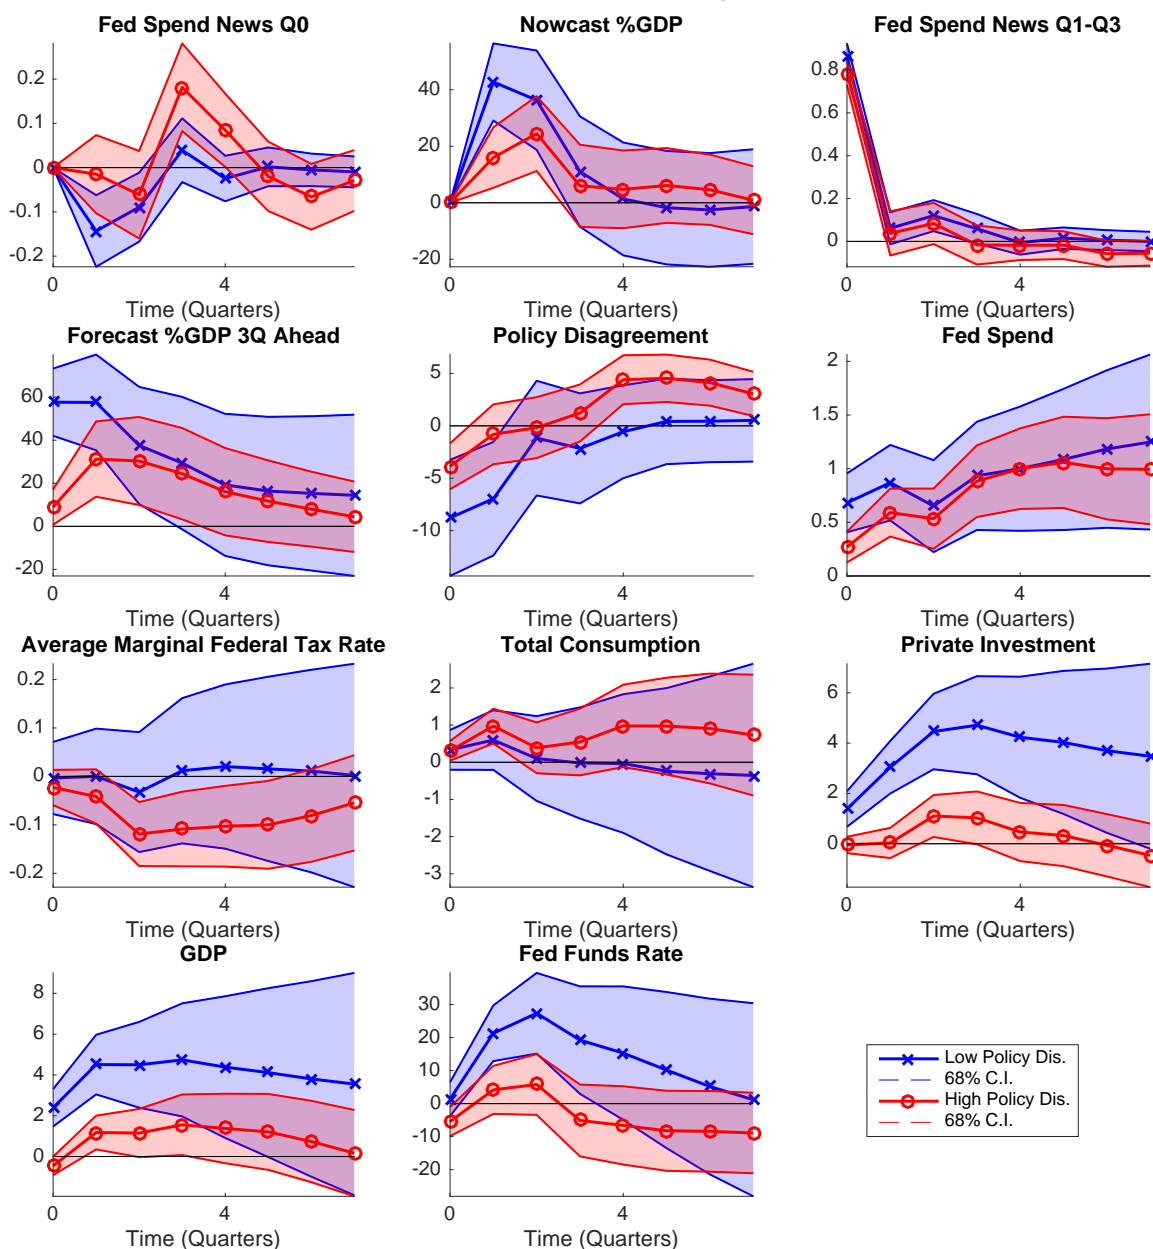 Fed Spend News Q0
0.2
0.1
0
-0.1
-0.2
0
4
Time (Quarters)
Nowcast %GDP
40
20
0
-20
0
4
Time (Quarters)
Fed Spend News Q1-Q3
0.8
0.6
0.4
0.2
0
0
4
Time (Quarters)
Forecast %GDP 3Q Ahead
60
40
20
0
-20
0
4
Time (Quarters)
Policy Disagreement
5
0
-5
-10
0
4
Time (Quarters)
Fed Spend
2
1.5
1
0.5
0
0
4
Time (Quarters)
Average Marginal Federal Tax Rate
0.2
0.1
0
-0.1
-0.2
0
4
Time (Quarters)
Total Consumption
2
1
0
-1
-2
-3
0
4
Time (Quarters)
Private Investment
6
4
2
0
0
4
Time (Quarters)
GDP
8
6
4
2
0
0
4
Time (Quarters)
Fed Funds Rate
30
20
10
0
-10
-20
0
4
Time (Quarters)
Low Policy Dis.
68% C.I.
High Policy Dis.
68% C.I.